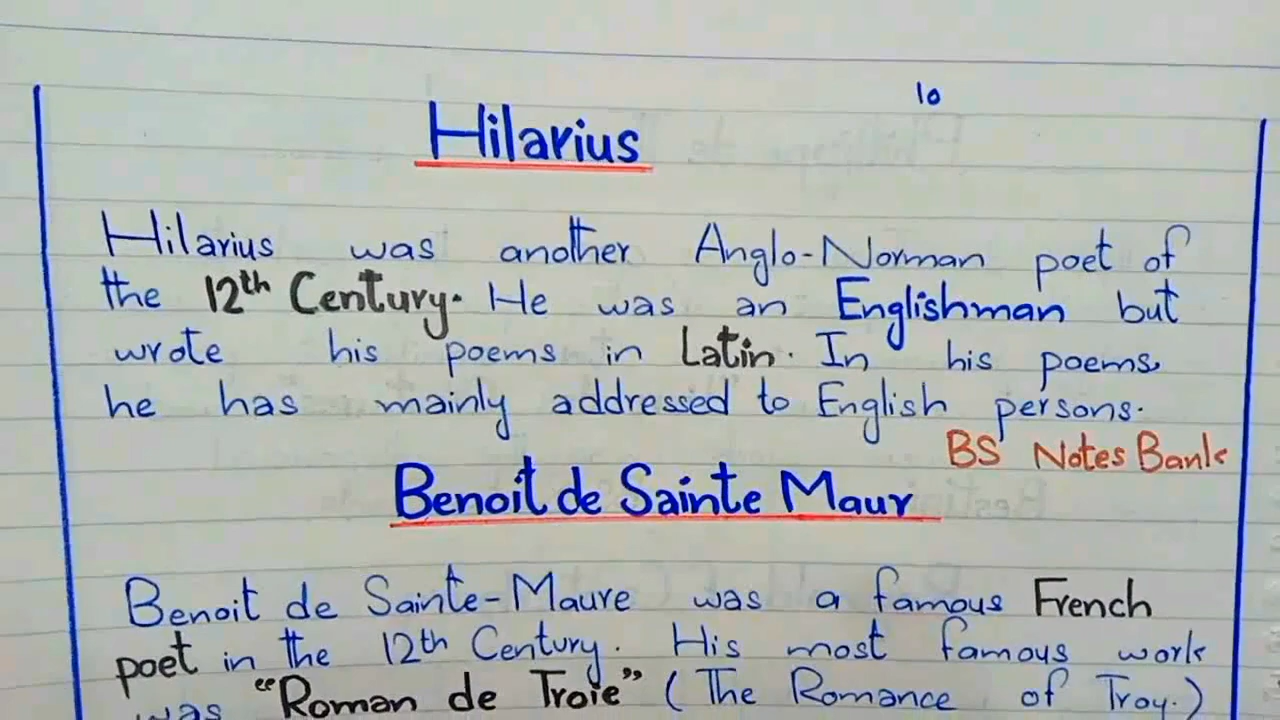 10
Hilarius
Hilarius was another Anglo-Norman poet of
the 12th Century. He was an Englishman but
wrote his poems in Latin. In his poems,
he has mainly addressed to English persons.
BS Notes Bank
Benoit de Sainte Maur
Benoit de Sainte-Maure was a famous French
poet in the 12th Century. His most famous work
was "Roman de Troie" (The Romance of Troy.)